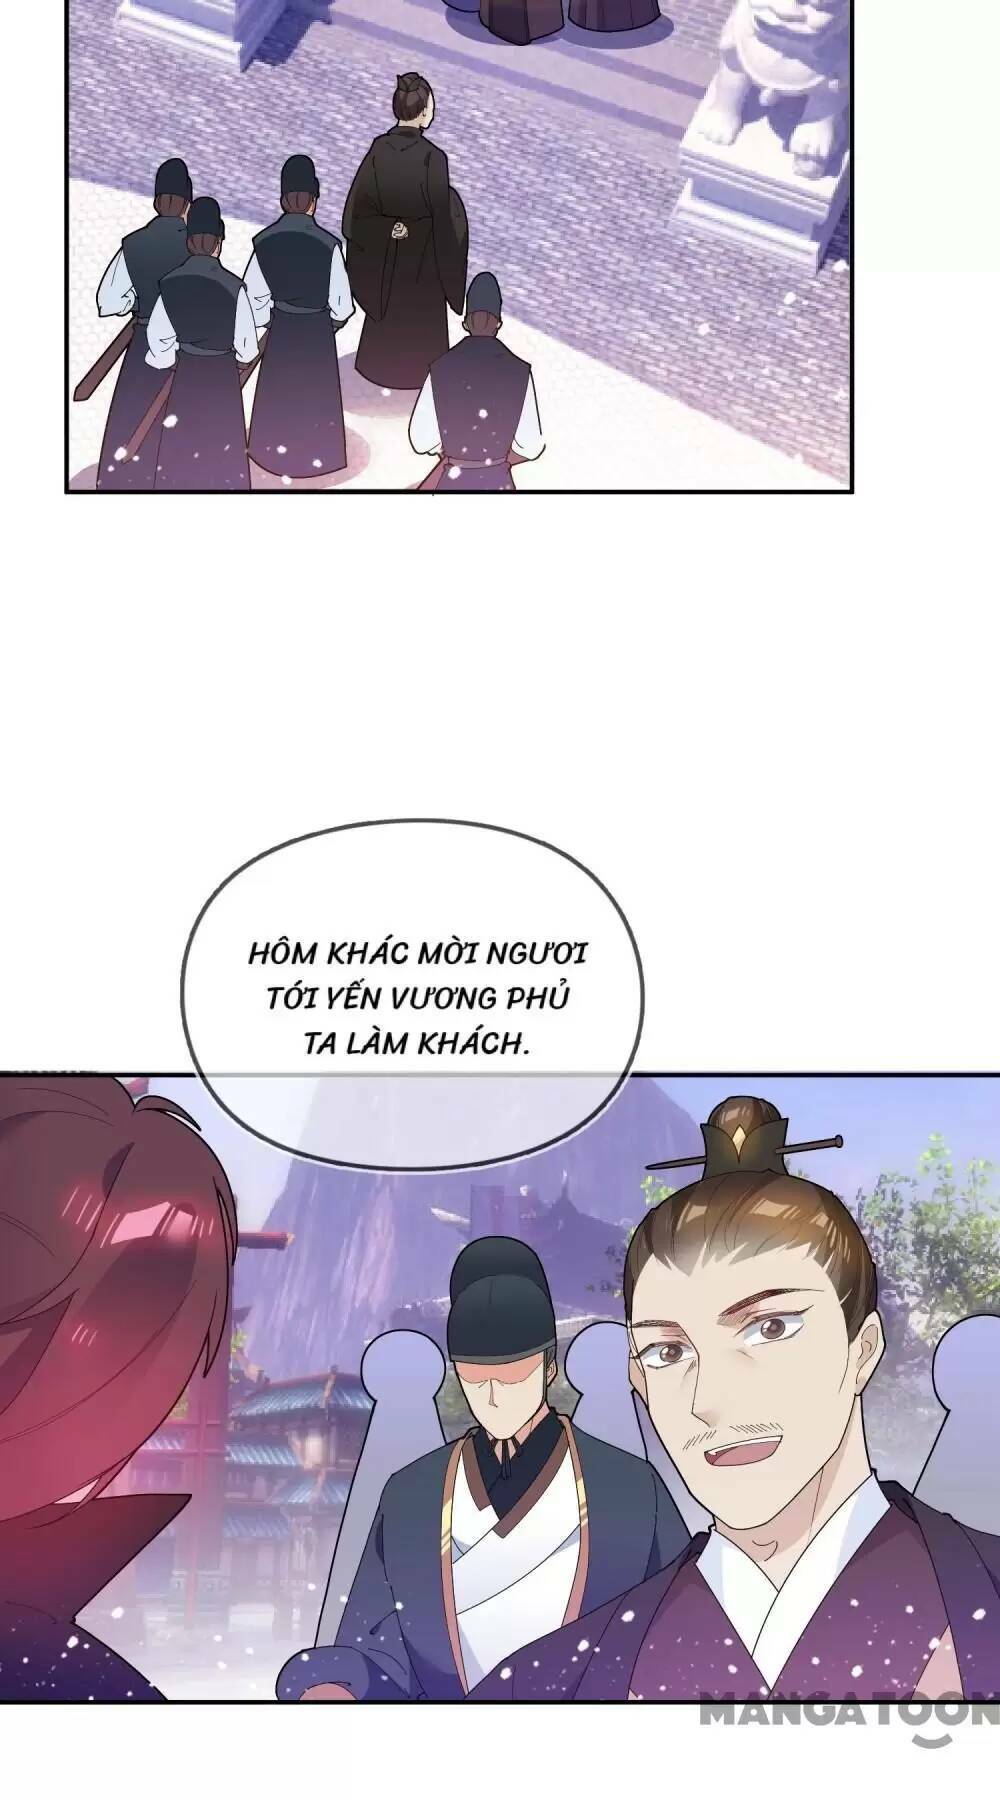 HÔM KHÁC MỜI NGƯƠI
TỚI YẾN VƯƠNG PHỦ
TA LÀM KHÁCH.
MANGATOON